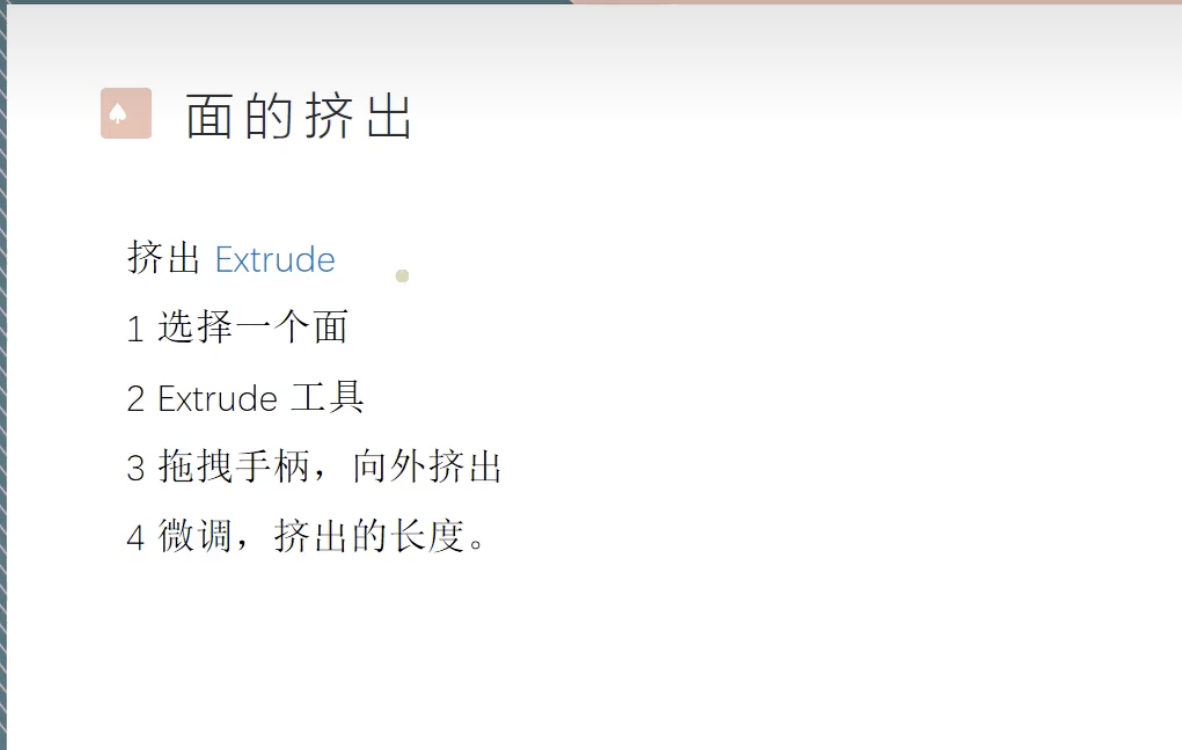 面的挤出
挤出 Extrude
1 选择一个面
2 Extrude 工具
3 拖拽手柄，向外挤出
4 微调，挤出的长度。